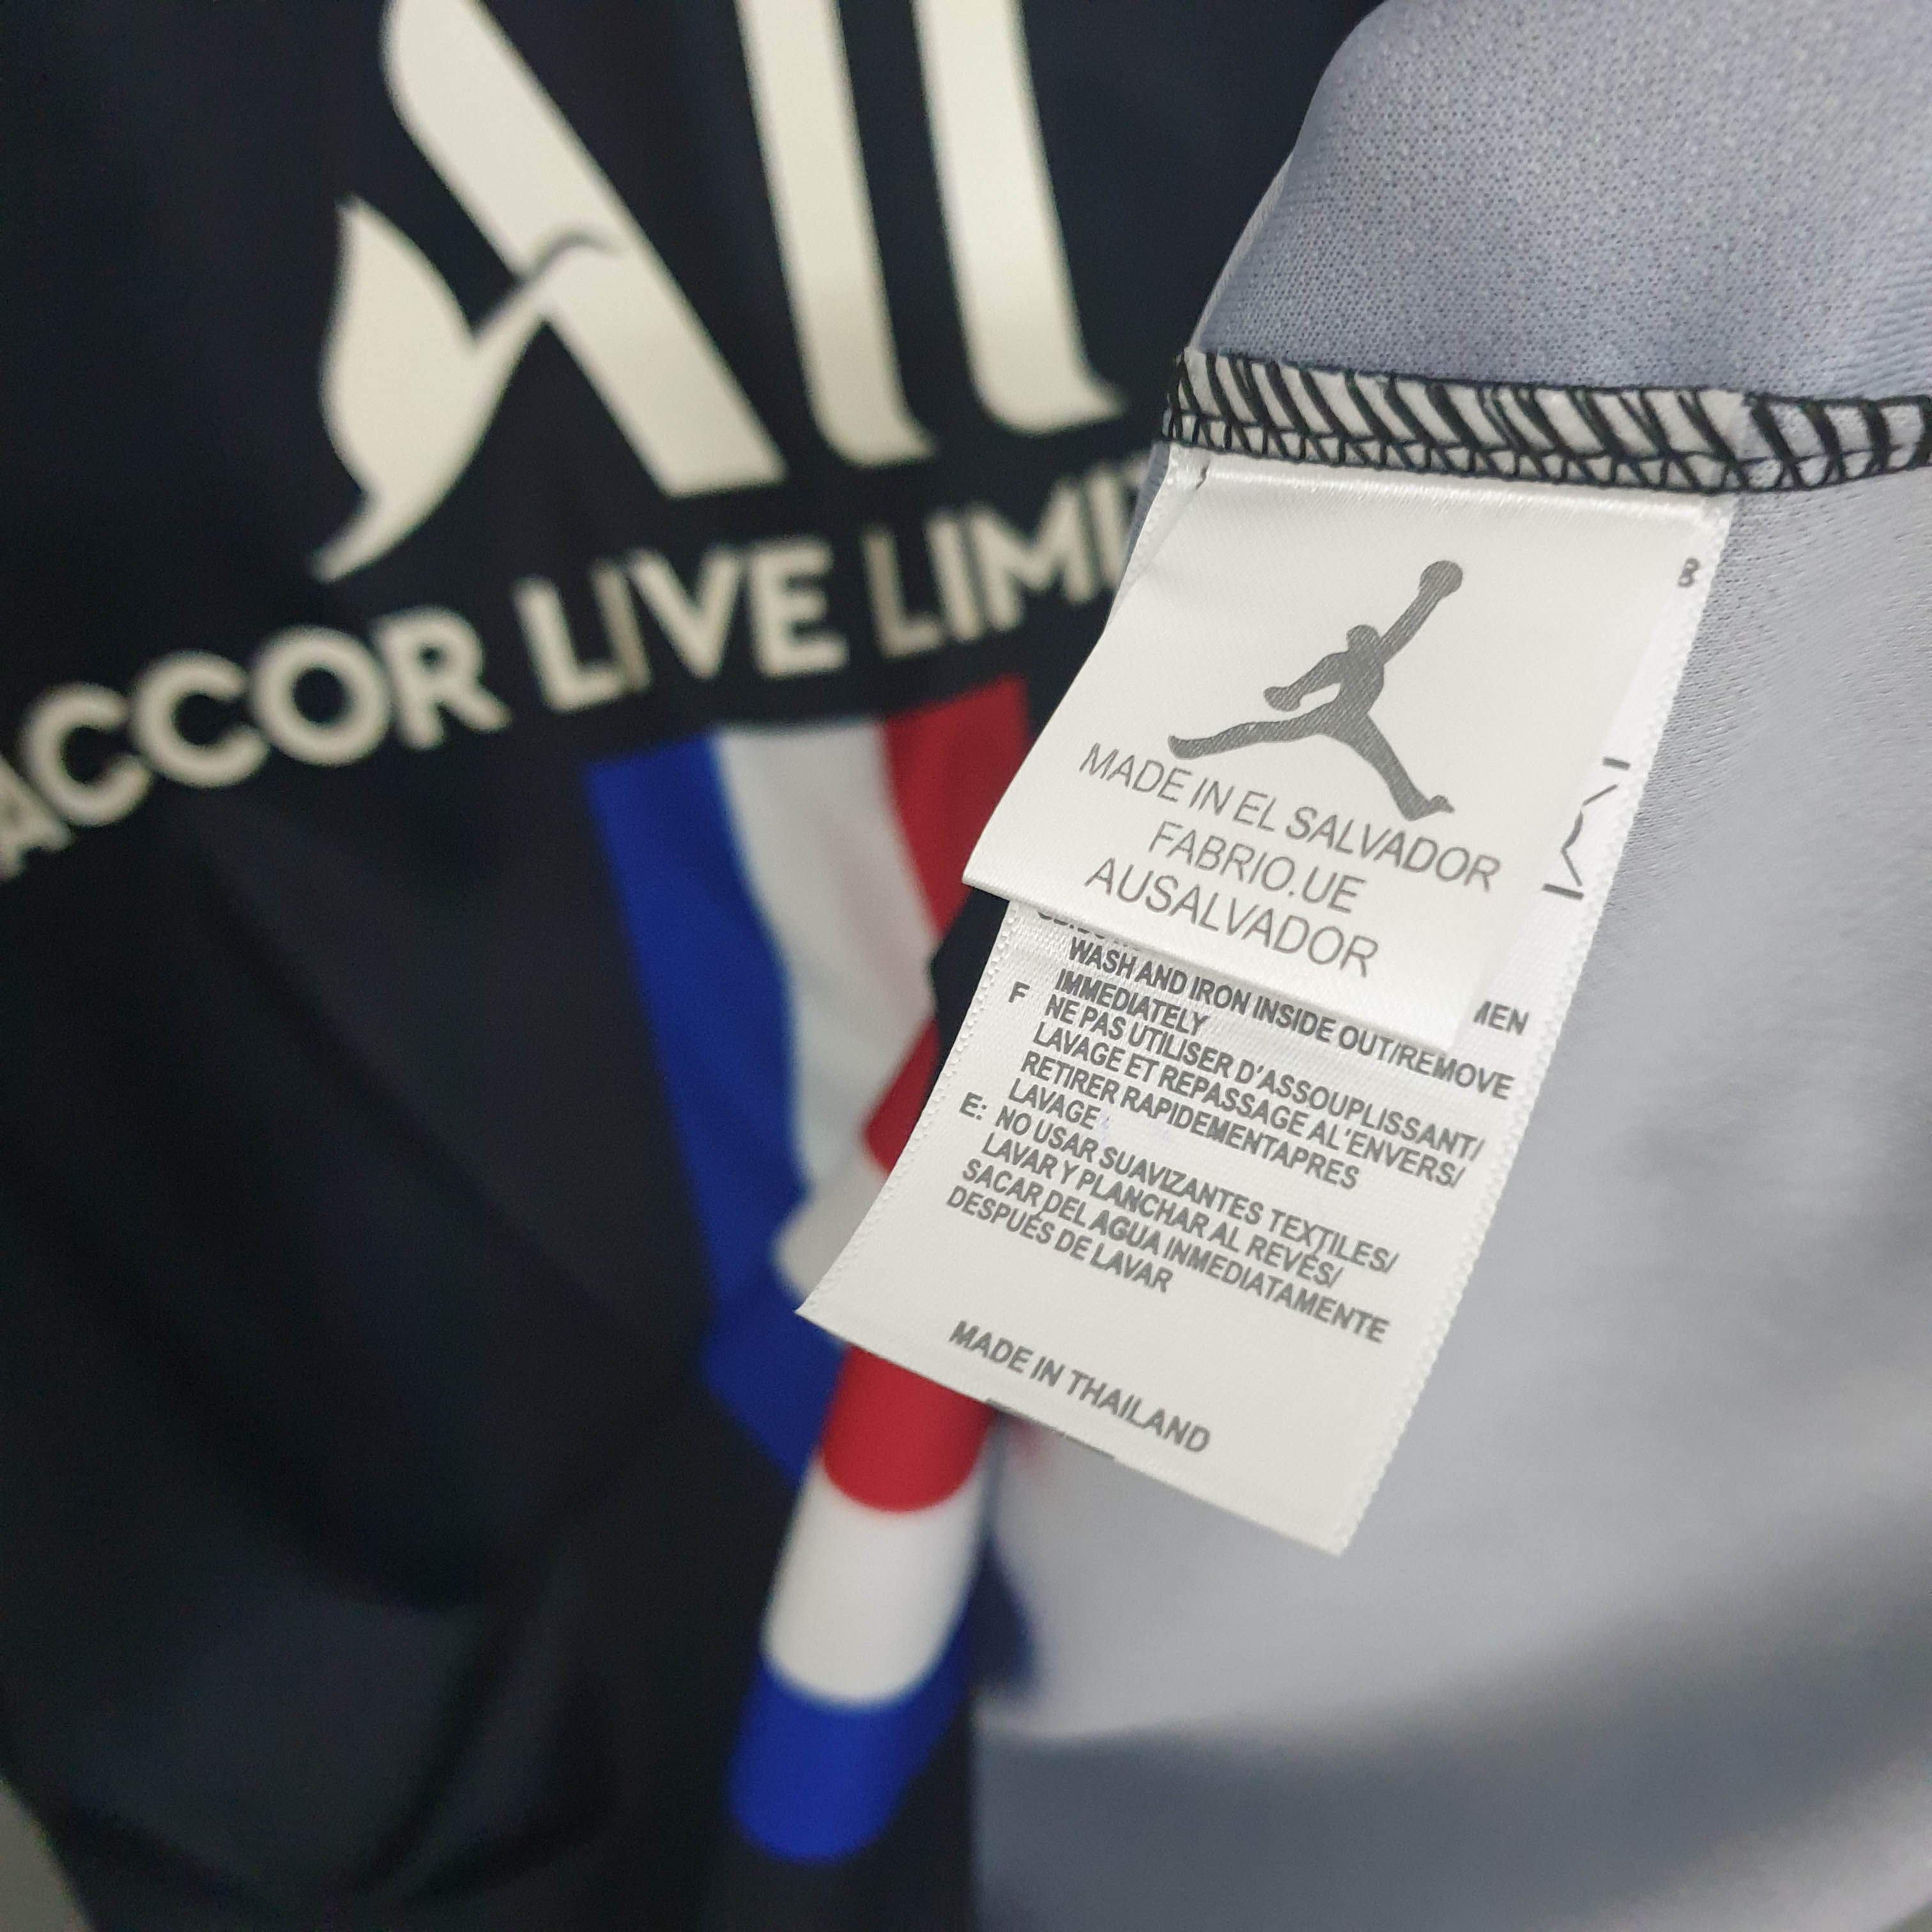 All
ACCOR LIVE LIMI
B
MADE IN EL SALVADOR
FABRIO.UE
AUSALVADOR
MEN
WASH AND IRON INSIDE OUT/REMOVE
IMMEDIATELY
F NE PAS UTILISER D'ASSOUPLISSANT/
LAVAGE ET REPASSAGE AL'ENVERS/
RETIRER RAPIDEMENTAPRES
LAVAGE
E: NO USAR SUAVIZANTES TEXTILES/
LAVAR Y PLANCHAR AL REVÉS/
SACAR DEL AGUA INMEDIATAMENTE
DESPUÉS DE LAVAR
MADE IN THAILAND